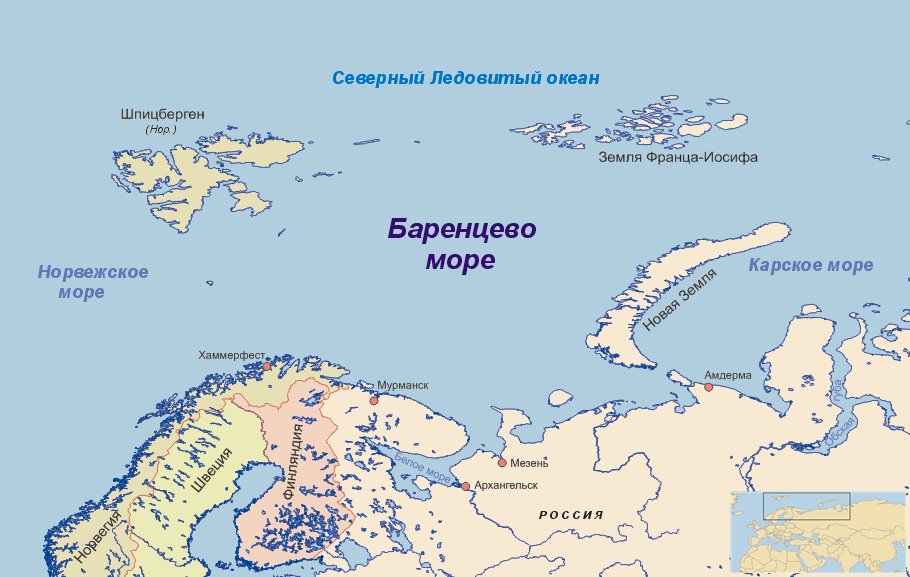 Северный Ледовитый океан
Шпицберген
(Нор.)
Земля Франца-Иосифа
Баренцево
море
Норвежское
море
Карское море
Новая Земля
Хаммерфест
Мурманск
Амдерма
Обская
губа
Финляндия
Швеция
Белое море
Мезень
Архангельск
РОССИЯ
Норвегия